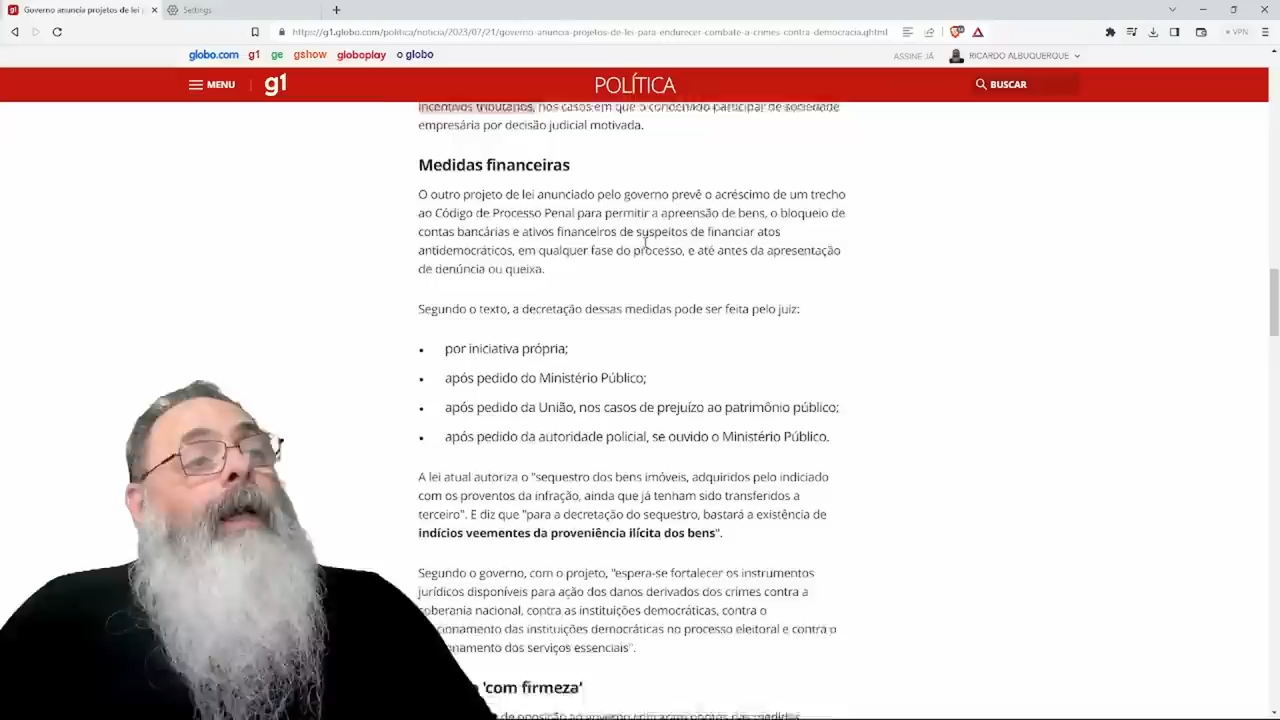 Governo anuncia projetos de lei
Settings
https://g1.globo.com/politica/noticia/2023/07/21/governo-anuncia-projetos-de-lei-para-endurecer-combate-a-crimes-contra-democracia.ghtml
VPN
globo.com g1 ge gshow globoplay o globo
ASSINE JÁ
RICARDO ALBUQUERQUE
MENU
g1
POLÍTICA
BUSCAR
incentivos tributários, nos casos em que o condenado participar de sociedade
empresária por decisão judicial motivada.
Medidas financeiras
O outro projeto de lei anunciado pelo governo prevê o acréscimo de um trecho
ao Código de Processo Penal para permitir a apreensão de bens, o bloqueio de
contas bancárias e ativos financeiros de suspeitos de financiar atos
antidemocráticos, em qualquer fase do processo, e até antes da apresentação
de denúncia ou queixa.
Segundo o texto, a decretação dessas medidas pode ser feita pelo juiz:
• por iniciativa própria;
• após pedido do Ministério Público;
• após pedido da União, nos casos de prejuízo ao patrimônio público;
• após pedido da autoridade policial, se ouvido o Ministério Público.
A lei atual autoriza o "sequestro dos bens imóveis, adquiridos pelo indiciado
com os proventos da infração, ainda que já tenham sido transferidos a
terceiro". E diz que "para a decretação do sequestro, bastará a existência de
indícios veementes da proveniência ilícita dos bens".
Segundo o governo, com o projeto, "espera-se fortalecer os instrumentos
jurídicos disponíveis para ação dos danos derivados dos crimes contra a
soberania nacional, contra as instituições democráticas, contra o
cionamento das instituições democráticas no processo eleitoral e contra o
onamento dos serviços essenciais".
'com firmeza'
de oposição ao governo